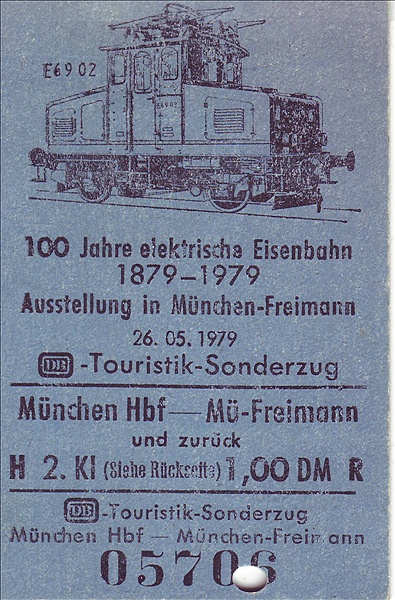 E69 02
E69 02
100 Jahre elektrische Eisenbahn
1879-1979
Ausstellung in München-Freimann
26. 05. 1979
DB -Touristik-Sonderzug
München Hbf — Mü-Freimann
und zurück
H 2. Kl (Siehe Rückseite) 1,00 DM R
DB -Touristik-Sonderzug
München Hbf — München-Freimann
05706